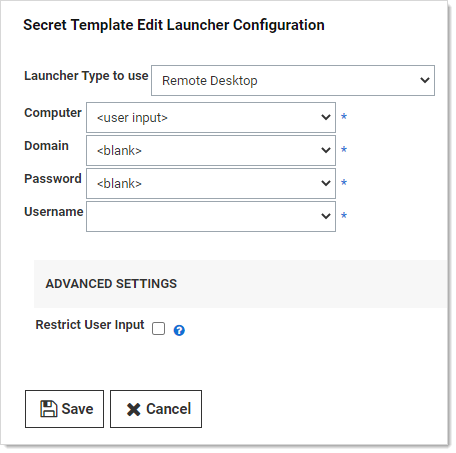 Secret Template Edit Launcher Configuration
Launcher Type to use Remote Desktop
Computer <user input> *
Domain <blank> *
Password <blank> *
Username *
ADVANCED SETTINGS
Restrict User Input ?
Save Cancel